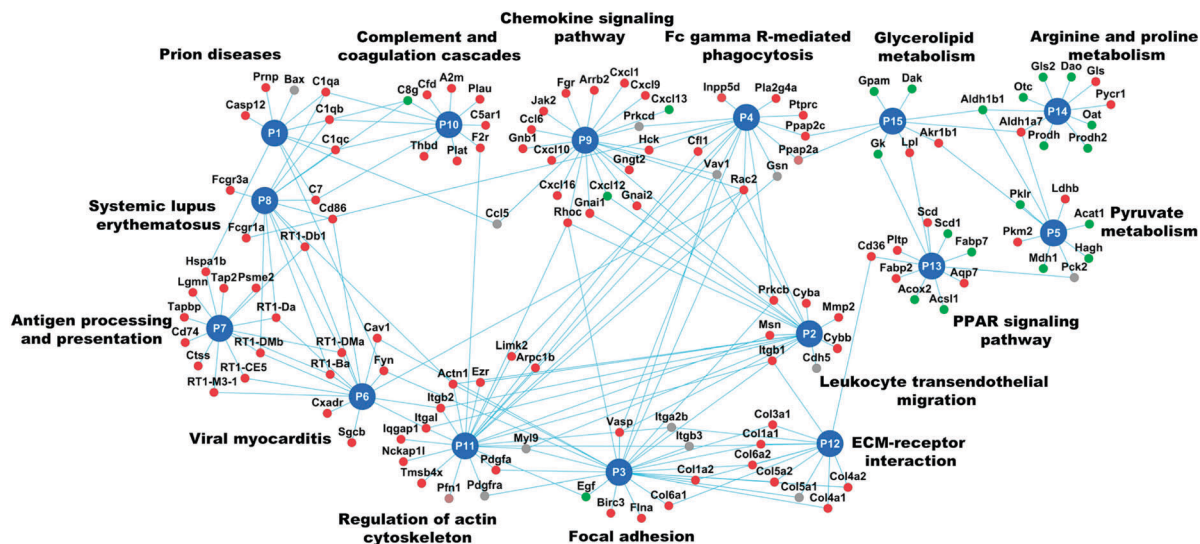 Chemokine signaling
pathway
Prion diseases
Complement and
coagulation cascades
Fc gamma R-mediated
phagocytosis
Glycerolipid
metabolism
Arginine and proline
metabolism
Prnp
Bax
C1qa
Casp12
C1qb
P1
C1qc
C8g
Cfd
A2m
Plau
C5ar1
P10
F2r
Thbd
Plat
Fgr
Arrb2
Cxcl1
Cxcl9
Cxcl13
Jak2
Prkcd
Ccl6
Gnb1
P9
Hck
Cxcl10
Gngt2
Cxcl16
Cxcl12
Gnai2
Gnai1
Rhoc
Ccl5
Inpp5d
Pla2g4a
Ptprc
P4
Ppap2c
Cfl1
Ppap2a
Vav1
Gsn
Rac2
Gpam
Dak
Aldh1b1
P15
Akr1b1
Gk
Lpl
Gls2
Dao
Gls
Otc
Pycr1
P14
Oat
Aldh1a7
Prodh
Prodh2
Fcgr3a
P8
C7
Cd86
Fcgr1a
RT1-Db1
Systemic lupus
erythematosus
Pklr
Ldhb
Acat1
Pkm2
P5
Hagh
Mdh1
Pck2
Pyruvate
metabolism
Scd
Scd1
Pltp
Fabp7
Cd36
P13
Fabp2
Aqp7
Acox2
Acsl1
PPAR signaling
pathway
Hspa1b
Lgmn
Tap2
Psme2
Tapbp
RT1-Da
P7
Cd74
RT1-DMb
RT1-DMa
Ctss
RT1-CE5
RT1-Ba
RT1-M3-1
Antigen processing
and presentation
Cav1
Fyn
P6
Cxadr
Sgcb
Viral myocarditis
Prkcb
Cyba
Mmp2
Msn
P2
Cybb
Itgb1
Cdh5
Leukocyte transendothelial
migration
Limk2
Arpc1b
Actn1
Ezr
Itgb2
Itgal
Iqgap1
P11
Myl9
Nckap1l
Pdgfa
Tmsb4x
Pfn1
Pdgfra
Regulation of actin
cytoskeleton
Vasp
Itga2b
Itgb3
P3
Egf
Birc3
Flna
Col6a1
Col1a2
Focal adhesion
Col3a1
Col1a1
P12
Col6a2
Col5a2
Col4a2
Col5a1
Col4a1
ECM-receptor
interaction